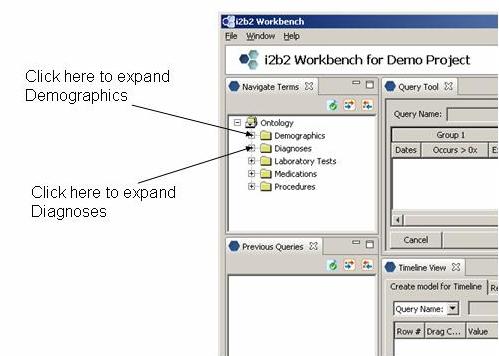 i2b2 Workbench
File Window Help
i2b2 Workbench for Demo Project
Click here to expand
Demographics
Navigate Terms
Ontology
Demographics
Diagnoses
Laboratory Tests
Medications
Procedures
Click here to expand
Diagnoses
Previous Queries
Query Tool
Query Name:
Group 1
Dates Occurs > 0x E
Cancel
Timeline View
Create model for Timeline Re
Query Name:
Row # Drag C... Value